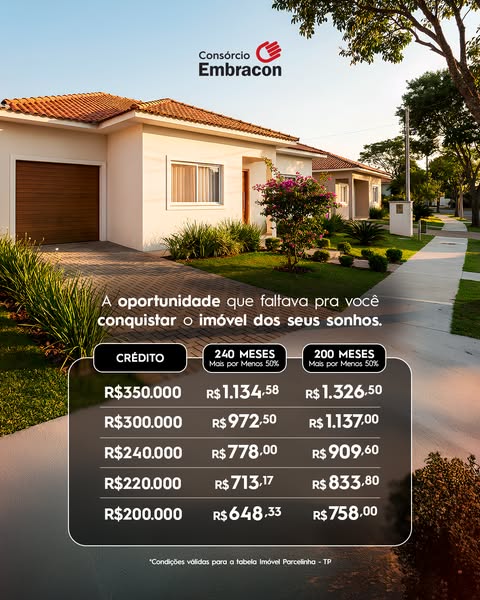 Consórcio
Embracon
A oportunidade que faltava pra você
conquistar o imóvel dos seus sonhos.
CRÉDITO 240 MESES 200 MESES
Mais por Menos 50% Mais por Menos 50%
R$350.000 R$1.134,58 R$1.326,50
R$300.000 R$972,50 R$1.137,00
R$240.000 R$778,00 R$909,60
R$220.000 R$713,17 R$833,80
R$200.000 R$648,33 R$758,00
*Condições válidas para a tabela Imóvel Parcelinha - TP